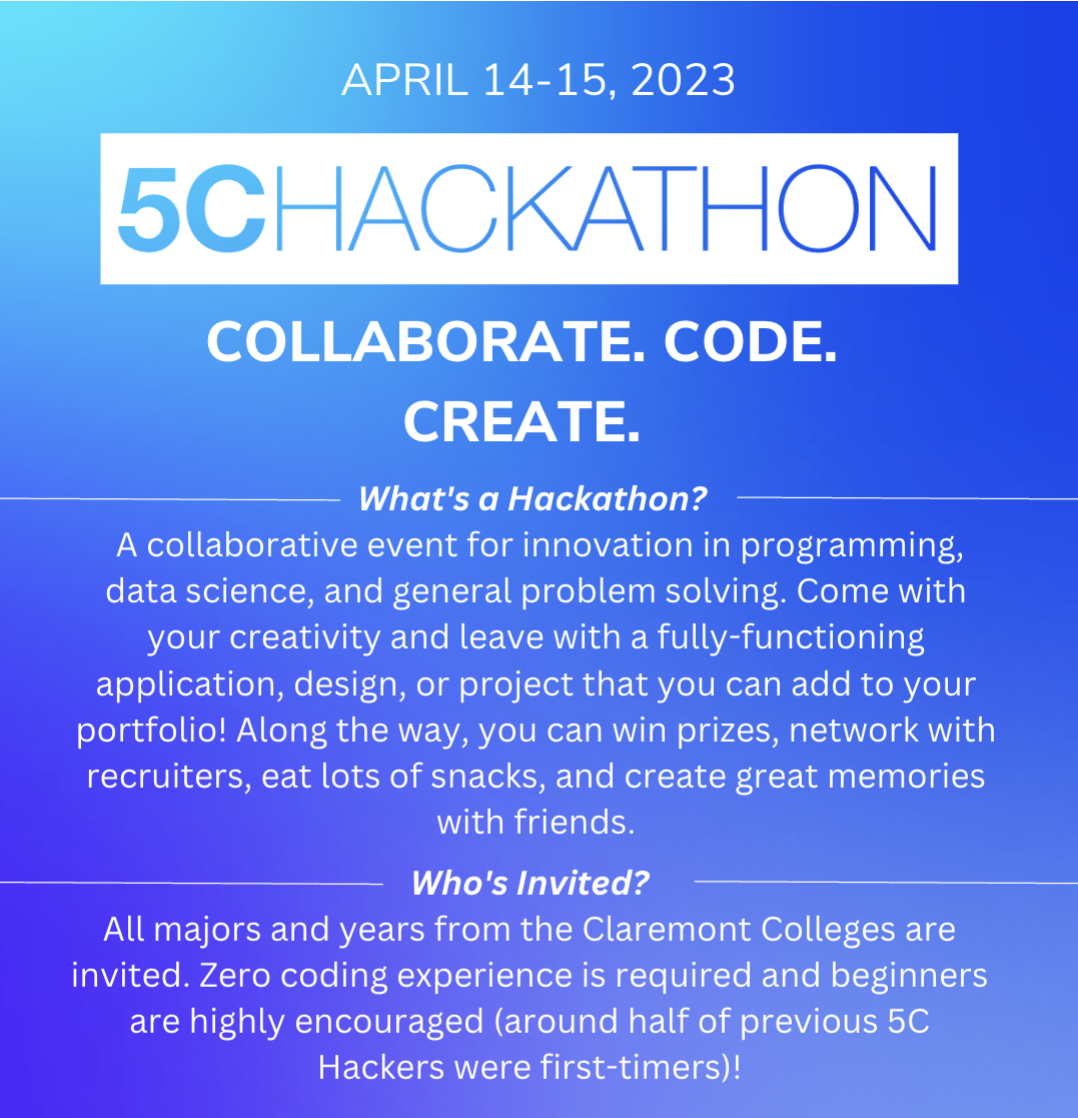 APRIL 14-15, 2023
5CHACKATHON
COLLABORATE. CODE.
CREATE.
What's a Hackathon?
A collaborative event for innovation in programming,
data science, and general problem solving. Come with
your creativity and leave with a fully-functioning
application, design, or project that you can add to your
portfolio! Along the way, you can win prizes, network with
recruiters, eat lots of snacks, and create great memories
with friends.
Who's Invited?
All majors and years from the Claremont Colleges are
invited. Zero coding experience is required and beginners
are highly encouraged (around half of previous 5C
Hackers were first-timers)!